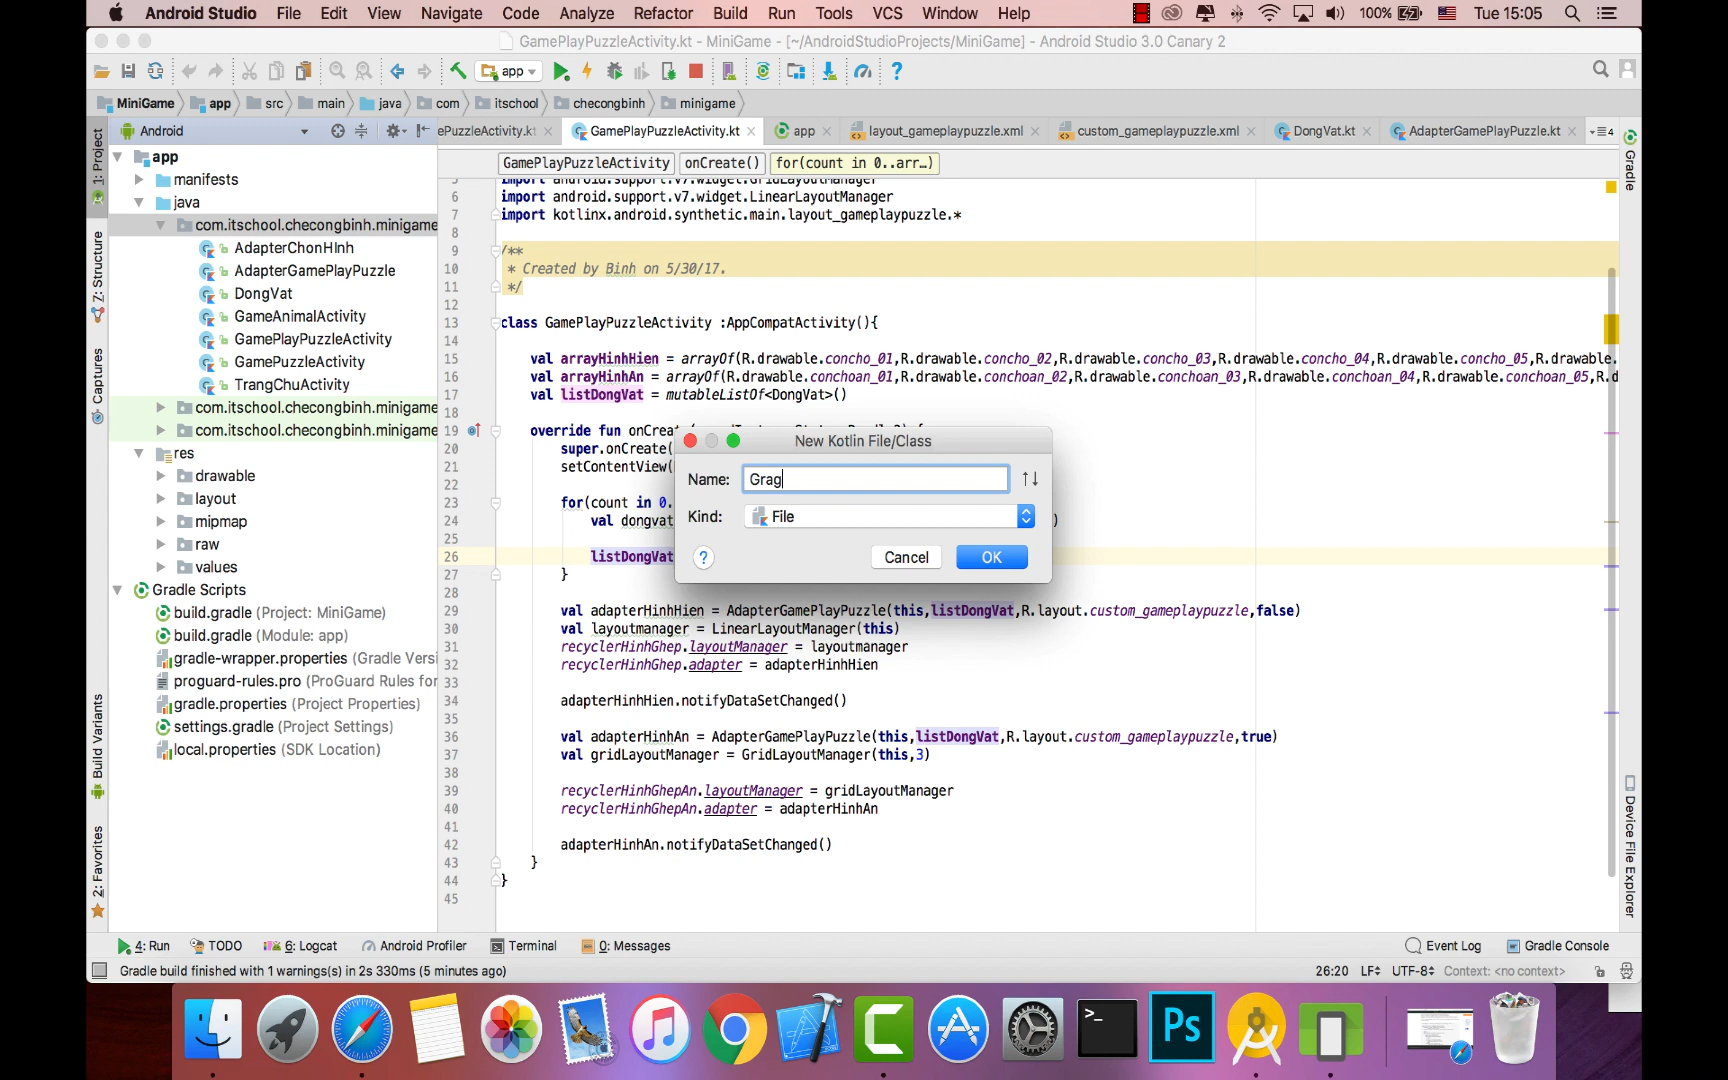 Android Studio File Edit View Navigate Code Analyze Refactor Build Run Tools VCS Window Help 100% Tue 15:05
GamePlayPuzzleActivity.kt - MiniGame - [~/AndroidStudioProjects/MiniGame] - Android Studio 3.0 Canary 2
app
MiniGame app src main java com itschool checongbinh minigame
Android
ePuzzleActivity.kt GamePlayPuzzleActivity.kt app layout_gameplaypuzzle.xml custom_gameplaypuzzle.xml DongVat.kt AdapterGamePlayPuzzle.kt 4
GamePlayPuzzleActivity onCreate() for(count in 0..arr…)
1: Project
7: Structure
Captures
Build Variants
2: Favorites
app
manifests
java
com.itschool.checongbinh.minigame
AdapterChonHInh
AdapterGamePlayPuzzle
DongVat
GameAnimalActivity
GamePlayPuzzleActivity
GamePuzzleActivity
TrangChuActivity
com.itschool.checongbinh.minigame
com.itschool.checongbinh.minigame
res
drawable
layout
mipmap
raw
values
Gradle Scripts
build.gradle (Project: MiniGame)
build.gradle (Module: app)
gradle-wrapper.properties (Gradle Versi
proguard-rules.pro (ProGuard Rules for
gradle.properties (Project Properties)
settings.gradle (Project Settings)
local.properties (SDK Location)
5 import android.support.v7.widget.GridLayoutManager
6 import android.support.v7.widget.LinearLayoutManager
7 import kotlinx.android.synthetic.main.layout_gameplaypuzzle.*
8
9 /**
10 * Created by Binh on 5/30/17.
11 */
12
13 class GamePlayPuzzleActivity :AppCompatActivity(){
14
15 val arrayHinhHien = arrayOf(R.drawable.concho_01,R.drawable.concho_02,R.drawable.concho_03,R.drawable.concho_04,R.drawable.concho_05,R.drawable.
16 val arrayHinhAn = arrayOf(R.drawable.conchoan_01,R.drawable.conchoan_02,R.drawable.conchoan_03,R.drawable.conchoan_04,R.drawable.conchoan_05,R.d
17 val listDongVat = mutableListOf<DongVat>()
18
19 override fun onCreat
20 super.onCreate(
21 setContentView(
22
23 for(count in 0.
24 val dongvat )
25
26 listDongVat
27 }
28
29 val adapterHinhHien = AdapterGamePlayPuzzle(this,listDongVat,R.layout.custom_gameplaypuzzle,false)
30 val layoutmanager = LinearLayoutManager(this)
31 recyclerHinhGhep.layoutManager = layoutmanager
32 recyclerHinhGhep.adapter = adapterHinhHien
33
34 adapterHinhHien.notifyDataSetChanged()
35
36 val adapterHinhAn = AdapterGamePlayPuzzle(this,listDongVat,R.layout.custom_gameplaypuzzle,true)
37 val gridLayoutManager = GridLayoutManager(this,3)
38
39 recyclerHinhGhepAn.layoutManager = gridLayoutManager
40 recyclerHinhGhepAn.adapter = adapterHinhAn
41
42 adapterHinhAn.notifyDataSetChanged()
43 }
44 }
45
New Kotlin File/Class
Name: Grag
Kind: File
? Cancel OK
Gradle
Device File Explorer
4: Run TODO 6: Logcat Android Profiler Terminal 0: Messages Event Log Gradle Console
Gradle build finished with 1 warnings(s) in 2s 330ms (5 minutes ago) 26:20 LF UTF-8 Context: <no context>
>_ Ps